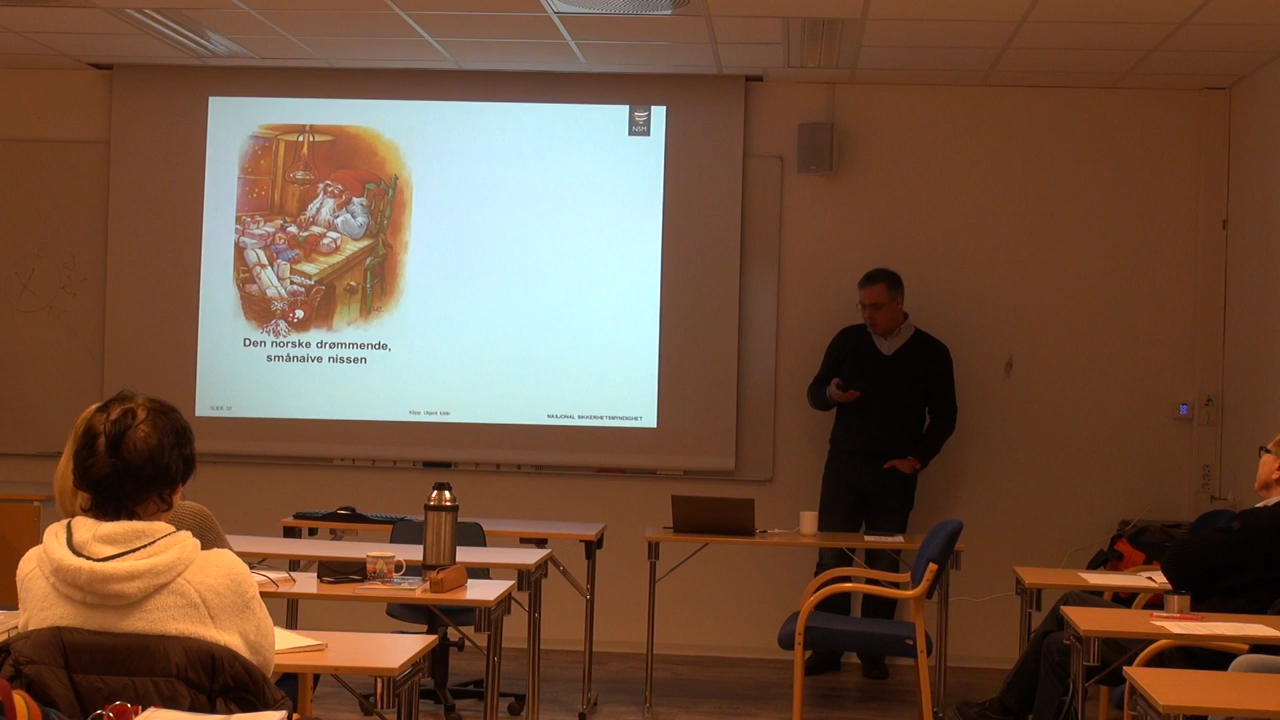 NSM
Den norske drømmende,
smånaive nissen
NASJONAL SIKKERHETSMYNDIGHET